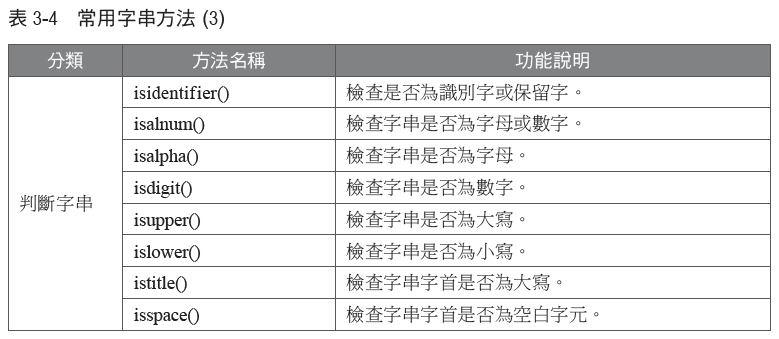 表 3-4 常用字串方法 (3)
分類 方法名稱 功能說明
判斷字串
isidentifier() 檢查是否為識別字或保留字。
isalnum() 檢查字串是否為字母或數字。
isalpha() 檢查字串是否為字母。
isdigit() 檢查字串是否為數字。
isupper() 檢查字串是否為大寫。
islower() 檢查字串是否為小寫。
istitle() 檢查字串字首是否為大寫。
isspace() 檢查字串字首是否為空白字元。